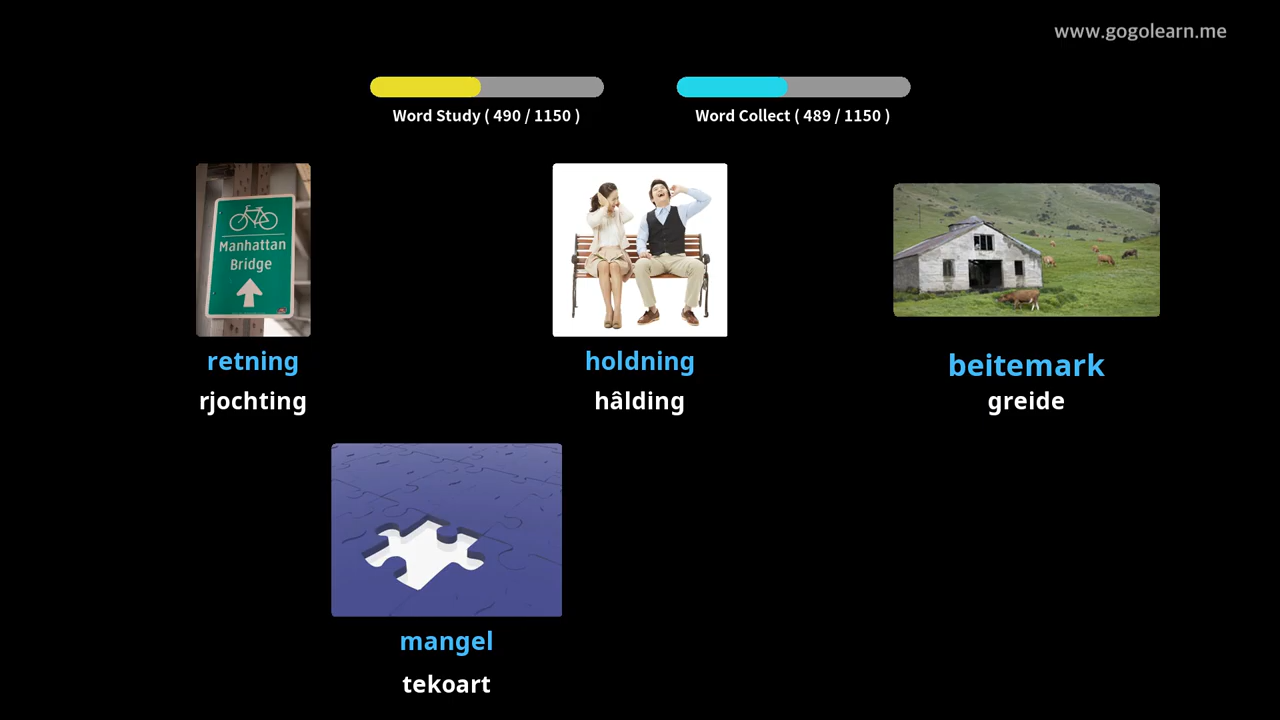 www.gogolearn.me
Word Study ( 490 / 1150 )
Word Collect ( 489 / 1150 )
Manhattan
Bridge
retning
rjochting
holdning
hâlding
beitemark
greide
mangel
tekoart